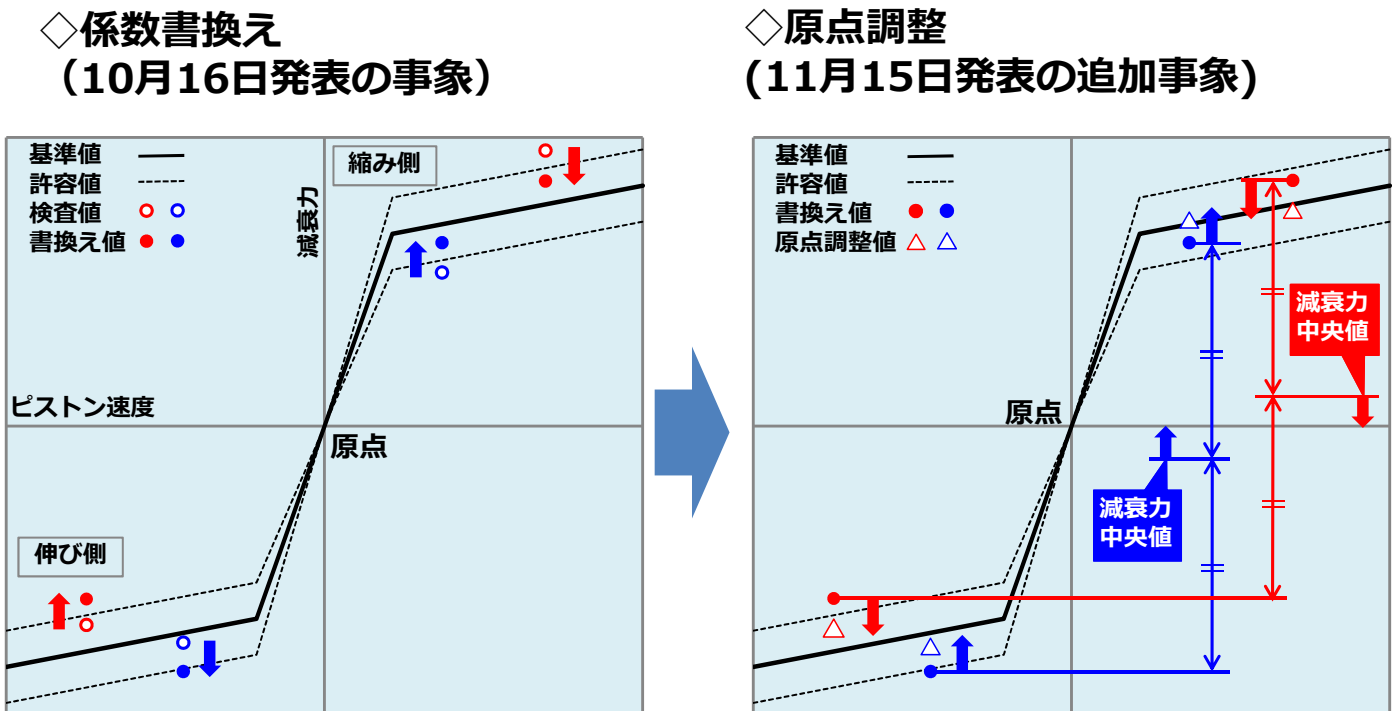 ◇係数書換え
（10月16日発表の事象）
◇原点調整
(11月15日発表の追加事象)
基準値
許容値
検査値
書換え値
減衰力
縮み側
ピストン速度
原点
伸び側
基準値
許容値
書換え値
原点調整値
減衰力
中央値
原点
減衰力
中央値